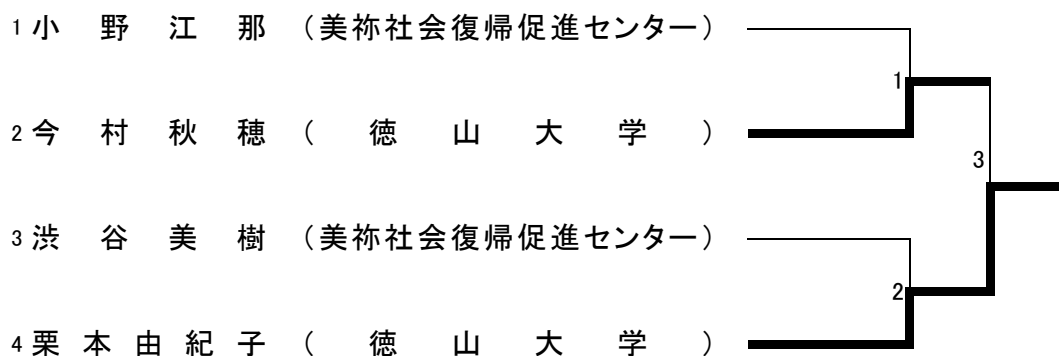 1 小野江那 (美祢社会復帰促進センター)
1
2 今村秋穂 (徳山大学)
3
3 渋谷美樹 (美祢社会復帰促進センター)
2
4 栗本由紀子 (徳山大学)